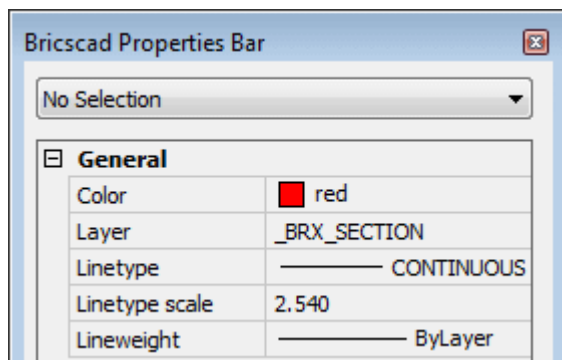 Bricscad Properties Bar
No Selection
General
Color red
Layer _BRX_SECTION
Linetype CONTINUOUS
Linetype scale 2.540
Lineweight ByLayer